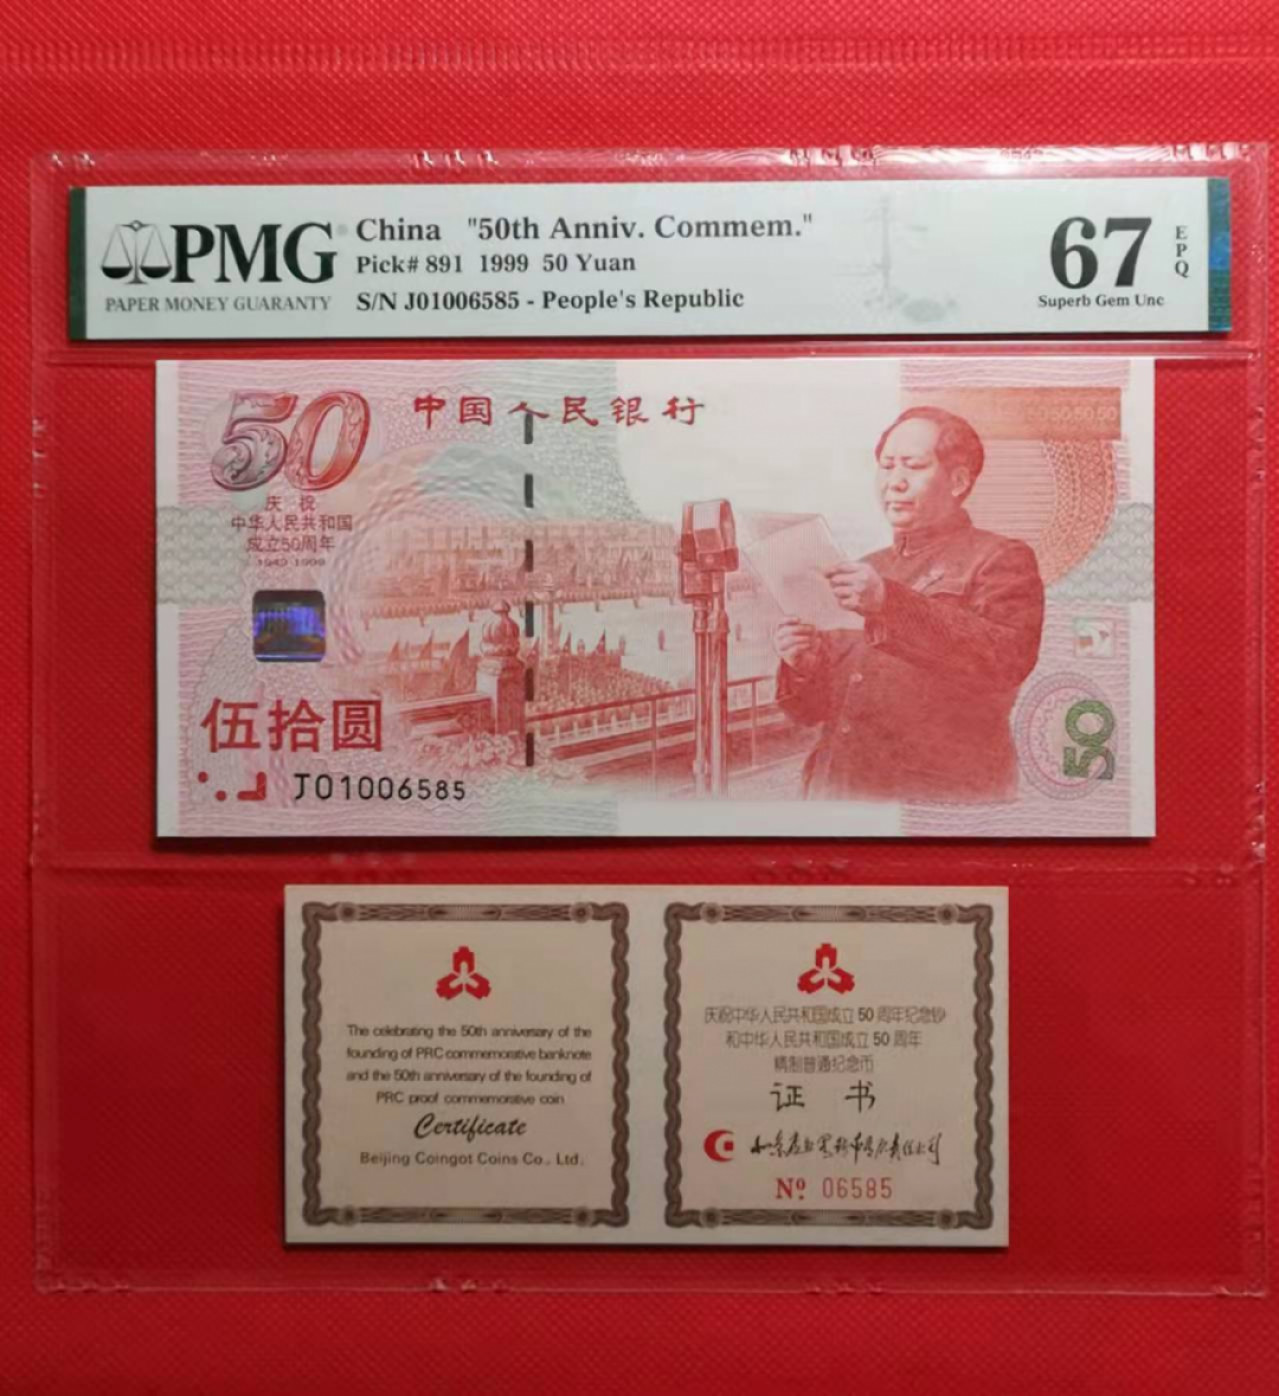 PMG
PAPER MONEY GUARANTY
China "50th Anniv. Commem."
Pick# 891 1999 50 Yuan
S/N J01006585 - People's Republic
67
EPQ
Superb Gem Unc
50
中国人民银行
庆祝
中华人民共和国
成立50周年
1949-1999
伍拾圆
J01006585
50
The celebrating the 50th anniversary of the
founding of PRC commemorative banknote
and the 50th anniversary of the founding of
PRC proof commemorative coin
Certificate
Beijing Coingot Coins Co., Ltd.
庆祝中华人民共和国成立50周年纪念钞
和中华人民共和国成立50周年
精制普通纪念币
证书
Nº 06585